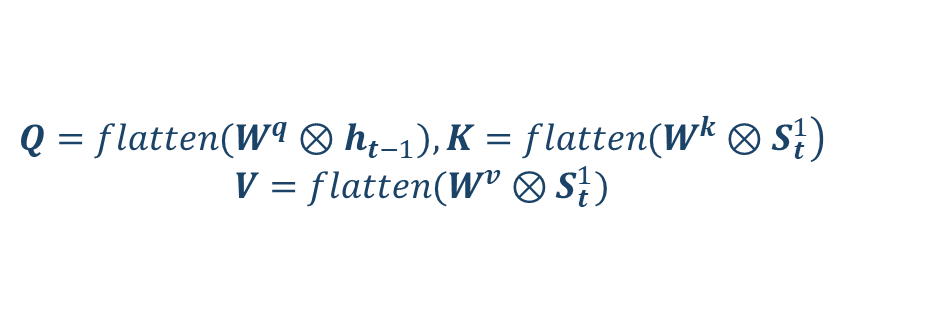 Q = flatten(W^q ⊗ h_{t−1}), K = flatten(W^k ⊗ S_t^1)
V = flatten(W^v ⊗ S_t^1)